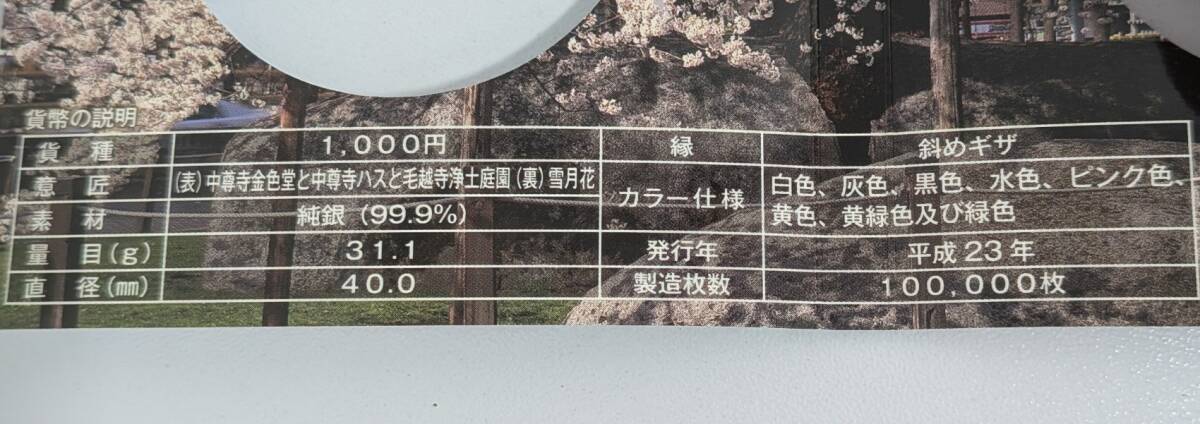 貨幣の説明
貨種 1,000円 縁 斜めギザ
意匠 (表)中尊寺金色堂と中尊寺ハスと毛越寺浄土庭園(裏)雪月花 カラー仕様 白色、灰色、黒色、水色、ピンク色、
黄色、黄緑色及び緑色
素材 純銀(99.9%)
量目(g) 31.1 発行年 平成23年
直径(mm) 40.0 製造枚数 100,000枚